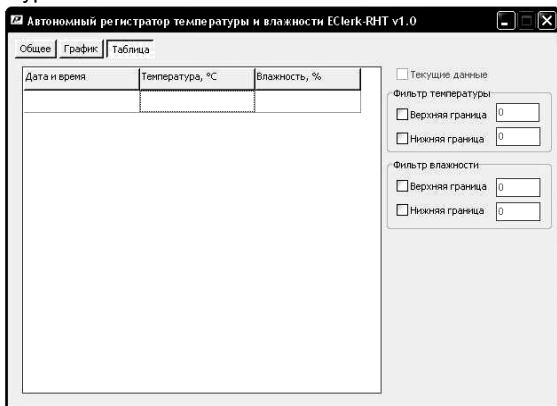 Автономный регистратор температуры и влажности EClerk-RHT v1.0
Общее График Таблица
Дата и время Температура, °C Влажность, %
Текущие данные
Фильтр температуры
Верхняя граница 0
Нижняя граница 0
Фильтр влажности
Верхняя граница 0
Нижняя граница 0